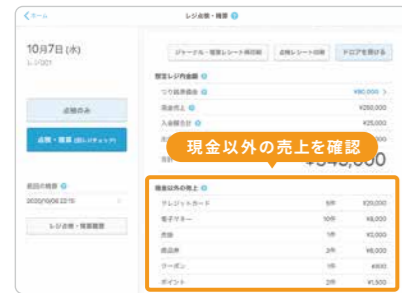 ホーム
レジ点検・精算
10月7日(水)
レジ001
ジャーナル・精算レシート再印刷
点検レシート印刷
ドロアを開ける
想定レジ内金額
つり銭準備金
¥90,000
現金売上
¥250,000
入金額合計
¥25,000
点検のみ
点検・精算
現金以外の売上を確認
合計
前回の精算
2020/10/06 22:15
レジ点検・精算履歴
現金以外の売上
クレジットカード 5件 ¥20,000
電子マネー 10件 ¥8,000
売掛 1件 ¥2,000
商品券 3件 ¥6,000
クーポン 1件 ¥800
ポイント 2件 ¥1,500